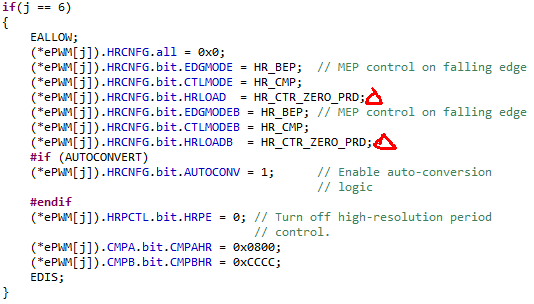 if(j == 6)
{
EALLOW;
(*ePWM[j]).HRCNFG.all = 0x0;
(*ePWM[j]).HRCNFG.bit.EDGMODE = HR_BEP;  // MEP control on falling edge
(*ePWM[j]).HRCNFG.bit.CTLMODE = HR_CMP;
(*ePWM[j]).HRCNFG.bit.HRLOAD  = HR_CTR_ZERO_PRD;
(*ePWM[j]).HRCNFG.bit.EDGMODEB = HR_BEP; // MEP control on falling edge
(*ePWM[j]).HRCNFG.bit.CTLMODEB = HR_CMP;
(*ePWM[j]).HRCNFG.bit.HRLOADB  = HR_CTR_ZERO_PRD;
#if (AUTOCONVERT)
(*ePWM[j]).HRCNFG.bit.AUTOCONV = 1;      // Enable auto-conversion
// logic
#endif
(*ePWM[j]).HRPCTL.bit.HRPE = 0; // Turn off high-resolution period
// control.
(*ePWM[j]).CMPA.bit.CMPAHR = 0x0800;
(*ePWM[j]).CMPB.bit.CMPBHR = 0xCCCC;
EDIS;
}